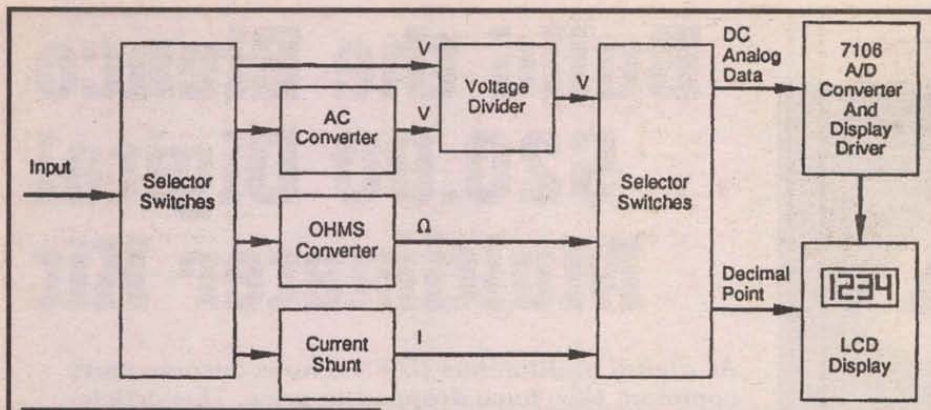 Input
Selector
Switches
V
AC
Converter
V
Voltage
Divider
V
OHMS
Converter
Ω
Current
Shunt
I
Selector
Switches
DC
Analog
Data
Decimal
Point
7106
A/D
Converter
And
Display
Driver
1234
LCD
Display